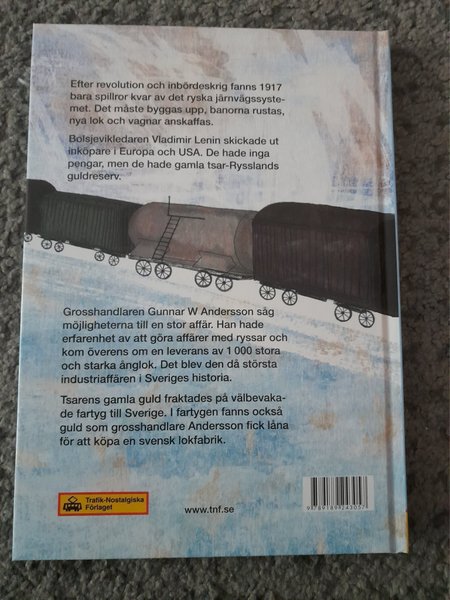 Efter revolution och inbördeskrig fanns 1917
bara spillror kvar av det ryska järnvägssyste-
met. Det måste byggas upp, banorna rustas,
nya lok och vagnar anskaffas.
Bolsjevikledaren Vladimir Lenin skickade ut
inköpare i Europa och USA. De hade inga
pengar, men de hade gamla tsar-Rysslands
guldreserv.
Grosshandlaren Gunnar W Andersson såg
möjligheterna till en stor affär. Han hade
erfarenhet av att göra affärer med ryssar och
kom överens om en leverans av 1 000 stora
och starka ånglok. Det blev den då största
industriaffären i Sveriges historia.
Tsarens gamla guld fraktades på välbevaka-
de fartyg till Sverige. I fartygen fanns också
guld som grosshandlare Andersson fick låna
för att köpa en svensk lokfabrik.
Trafik-Nostalgiska
Förlaget
www.tnf.se
9 789189 243057